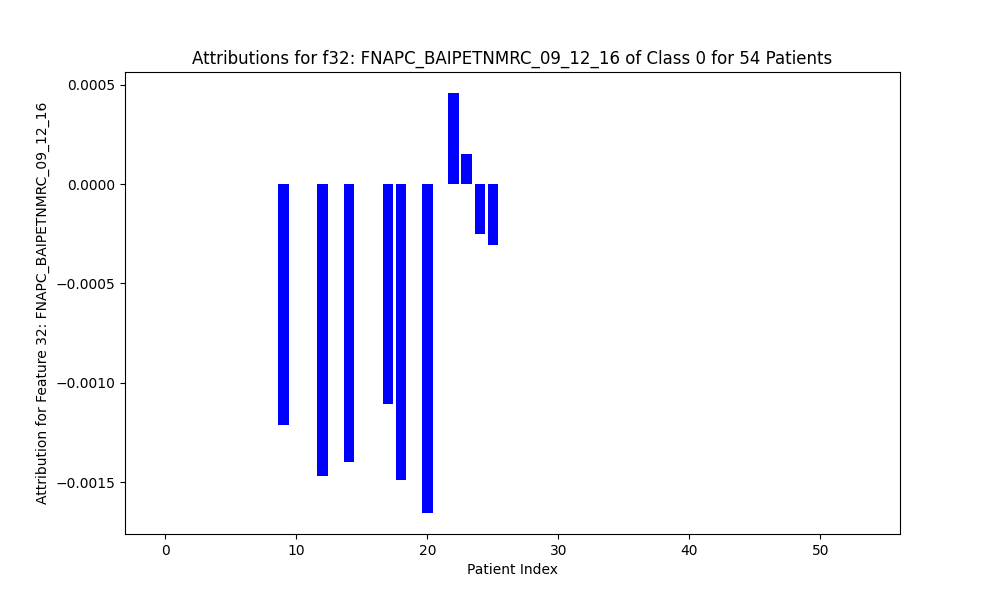 Attributions for f32: FNAPC_BAIPETNMRC_09_12_16 of Class 0 for 54 Patients
Attribution for Feature 32: FNAPC_BAIPETNMRC_09_12_16
0.0005
0.0000
−0.0005
−0.0010
−0.0015
0 10 20 30 40 50
Patient Index